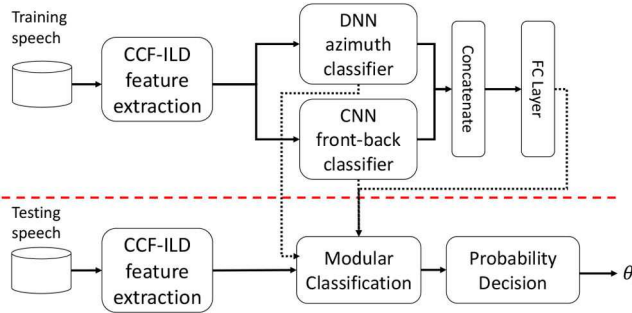 Training
speech
CCF-ILD
feature
extraction
DNN
azimuth
classifier
CNN
front-back
classifier
Concatenate
FC Layer
Testing
speech
CCF-ILD
feature
extraction
Modular
Classification
Probability
Decision
θ